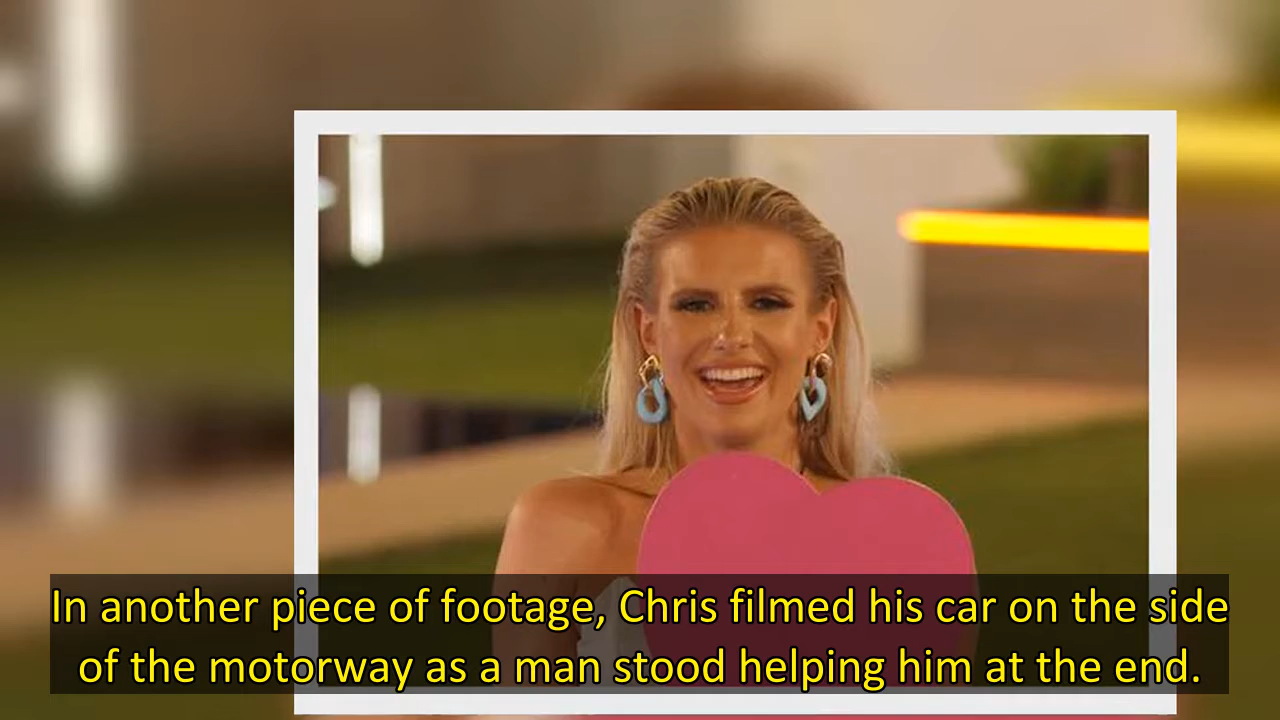 In another piece of footage, Chris filmed his car on the side
of the motorway as a man stood helping him at the end.